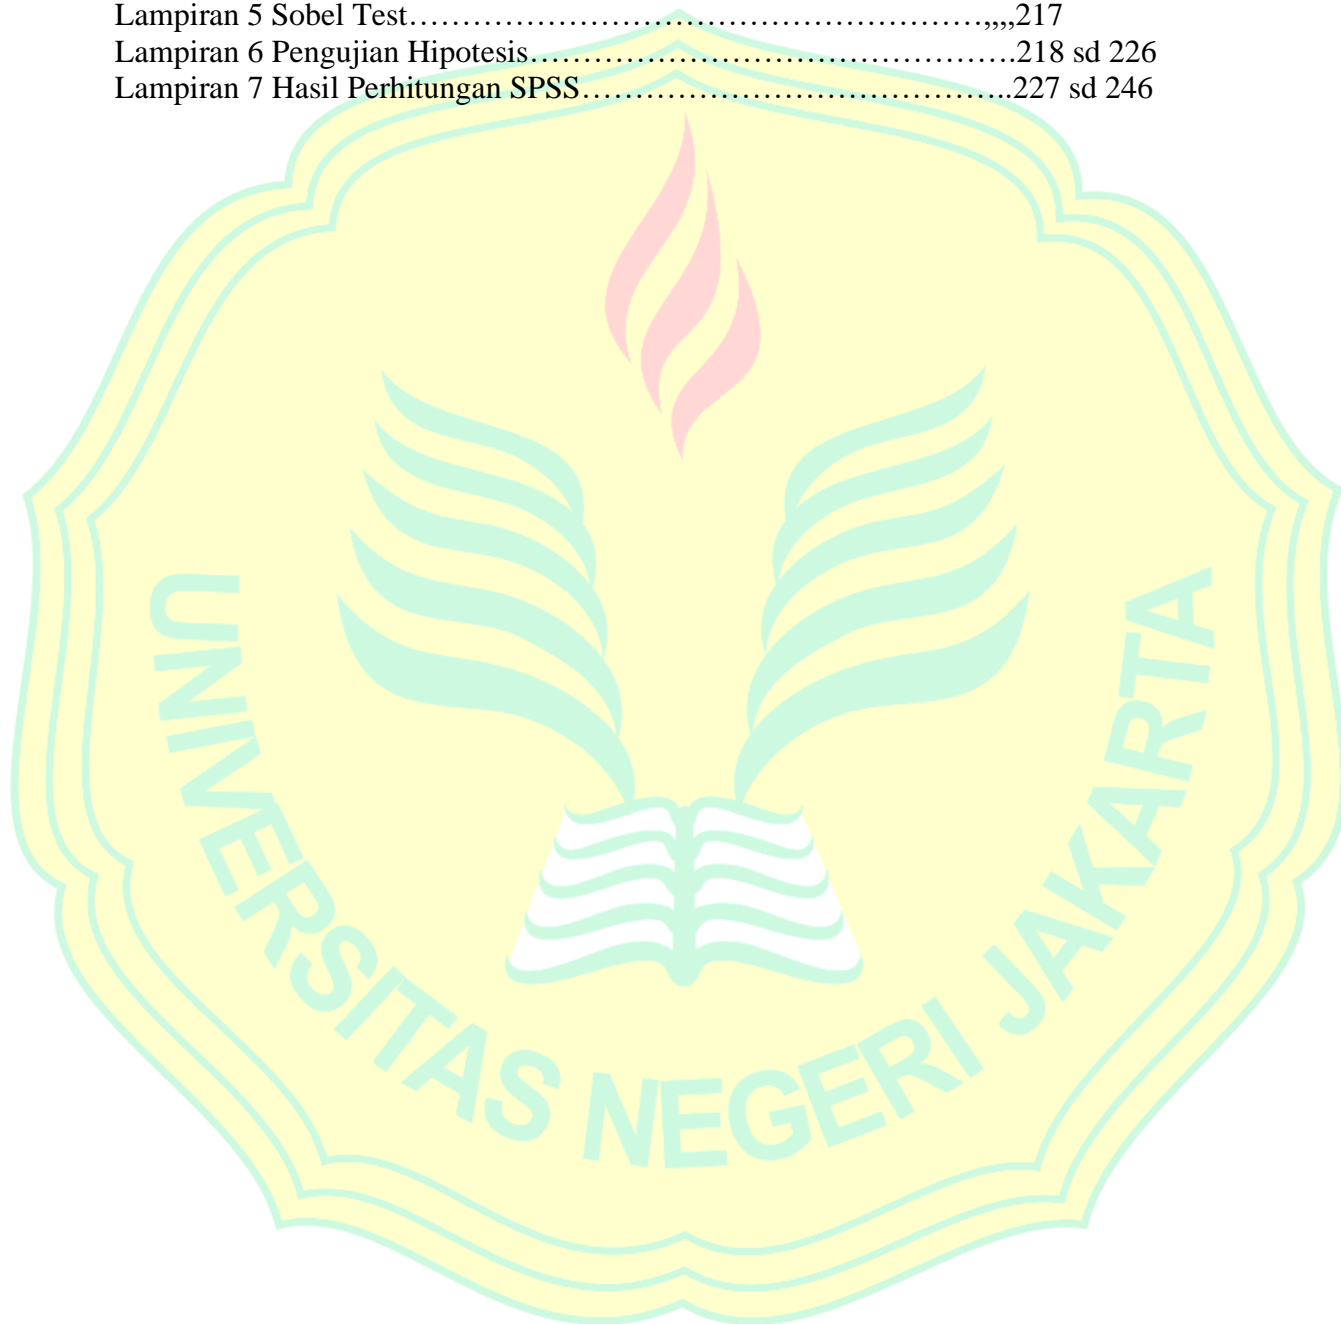 Lampiran 5 Sobel Test………………………………………………,,,,217
Lampiran 6 Pengujian Hipotesis……………………………………….218 sd 226
Lampiran 7 Hasil Perhitungan SPSS…………………………………..227 sd 246
UNIVERSITAS NEGERI JAKARTA